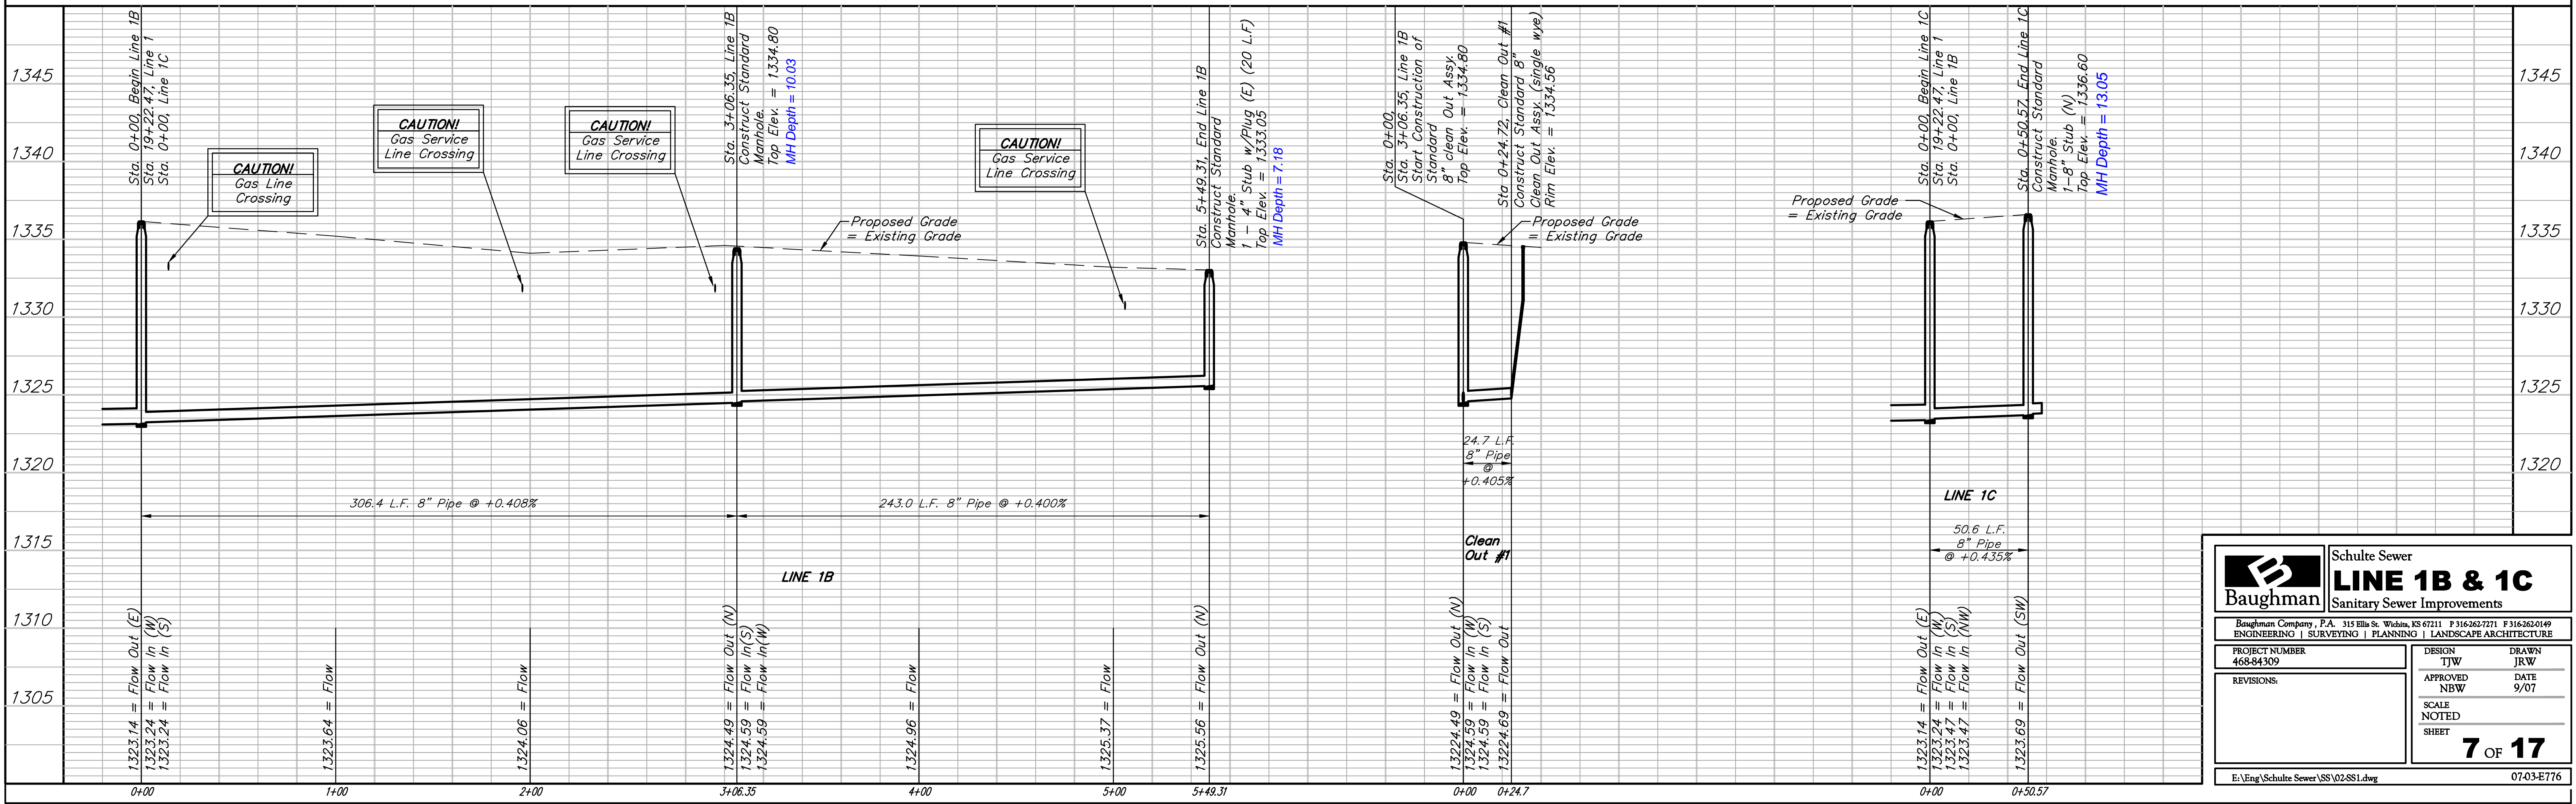 1345
1340
1335
1330
1325
1320
1315
1310
1305
Sta. 0+00, Begin Line 1B
Sta. 19+22.47, Line 1
Sta. 0+00, Line 1C
CAUTION!
Gas Line
Crossing
CAUTION!
Gas Service
Line Crossing
CAUTION!
Gas Service
Line Crossing
Sta. 3+06.35, Line 1B
Construct Standard
Manhole.
Top Elev. = 1334.80
MH Depth = 10.03
Proposed Grade
= Existing Grade
CAUTION!
Gas Service
Line Crossing
Sta. 5+49.31, End Line 1B
Construct Standard
Manhole.
1 - 4" Stub w/Plug (E) (20 L.F)
Top Elev. = 1333.05
MH Depth = 7.18
306.4 L.F. 8" Pipe @ +0.408%
243.0 L.F. 8" Pipe @ +0.400%
LINE 1B
1323.14 = Flow Out (E)
1323.24 = Flow In (W)
1323.24 = Flow In (S)
1323.64 = Flow
1324.06 = Flow
1324.49 = Flow Out (N)
1324.59 = Flow In(S)
1324.59 = Flow In(W)
1324.96 = Flow
1325.37 = Flow
1325.56 = Flow Out (N)
0+00
1+00
2+00
3+06.35
4+00
5+00
5+49.31
Sta. 0+00,
Sta. 3+06.35, Line 1B
Start Construction of
Standard
8" clean Out Assy.
Top Elev. = 1334.80
Sta 0+24.72, Clean Out #1
Construct Standard 8"
Clean Out Assy. (single wye)
Rim Elev. = 1334.56
Proposed Grade
= Existing Grade
24.7 L.F.
8" Pipe
@
+0.405%
Clean
Out #1
13224.49 = Flow Out (N)
1324.59 = Flow In (W)
1324.59 = Flow In (S)
1324.69 = Flow Out
0+00
0+24.7
Sta. 0+00, Begin Line 1C
Sta. 19+22.47, Line 1
Sta. 0+00, Line 1B
Proposed Grade
= Existing Grade
Sta. 0+50.57, End Line 1C
Construct Standard
Manhole.
1-8" Stub (N)
Top Elev. = 1336.60
MH Depth = 13.05
LINE 1C
50.6 L.F.
8" Pipe
@ +0.435%
1323.14 = Flow Out (E)
1323.24 = Flow In (W)
1323.47 = Flow In (S)
1323.47 = Flow In (NW)
1323.69 = Flow Out (SW)
0+00
0+50.57
1345
1340
1335
1330
1325
1320
Baughman
Schulte Sewer
LINE 1B & 1C
Sanitary Sewer Improvements
Baughman Company, P.A. 315 Ellis St. Wichita, KS 67211 P 316-262-7271 F 316-262-0149
ENGINEERING | SURVEYING | PLANNING | LANDSCAPE ARCHITECTURE
PROJECT NUMBER
468-84309
REVISIONS:
DESIGN
TJW
DRAWN
JRW
APPROVED
NBW
DATE
9/07
SCALE
NOTED
SHEET
7 OF 17
E:\Eng\Schulte Sewer\SS\02-SS1.dwg
07-03-E776